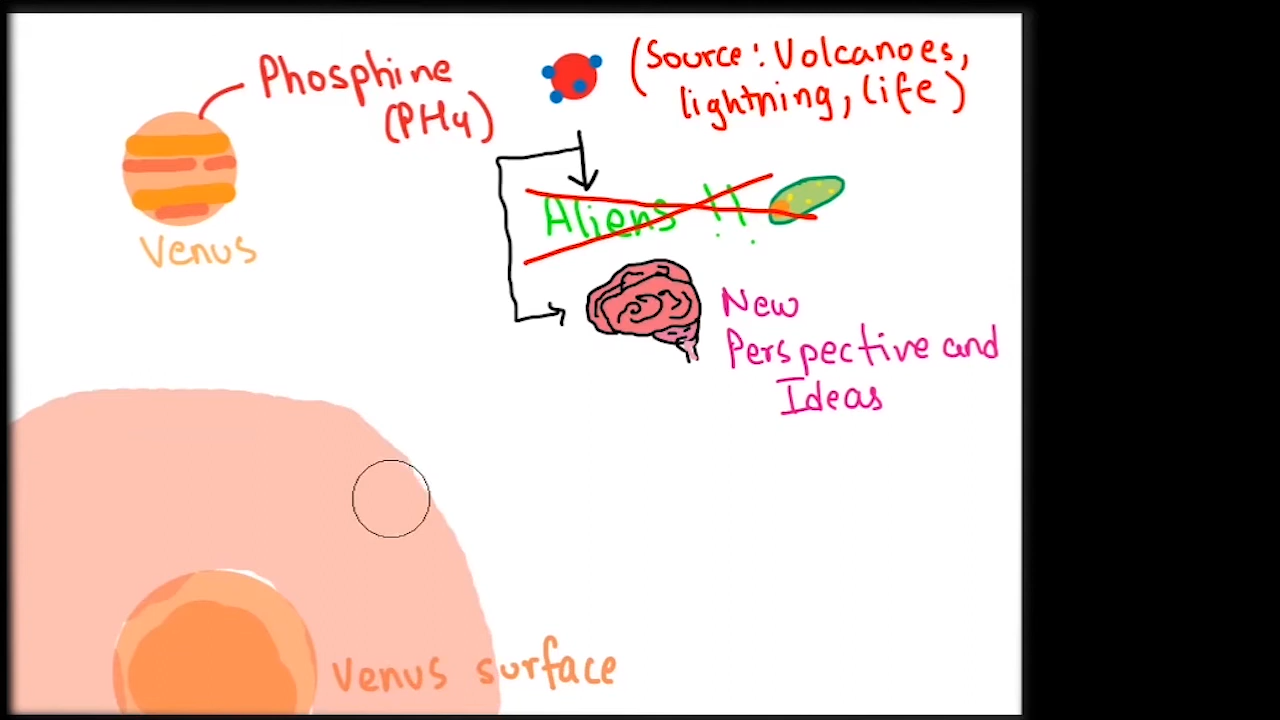 Phosphine
(PH4)
(Source: Volcanoes,
lightning, Life)
Venus
Aliens !!
New
Perspective and
Ideas
Venus surface